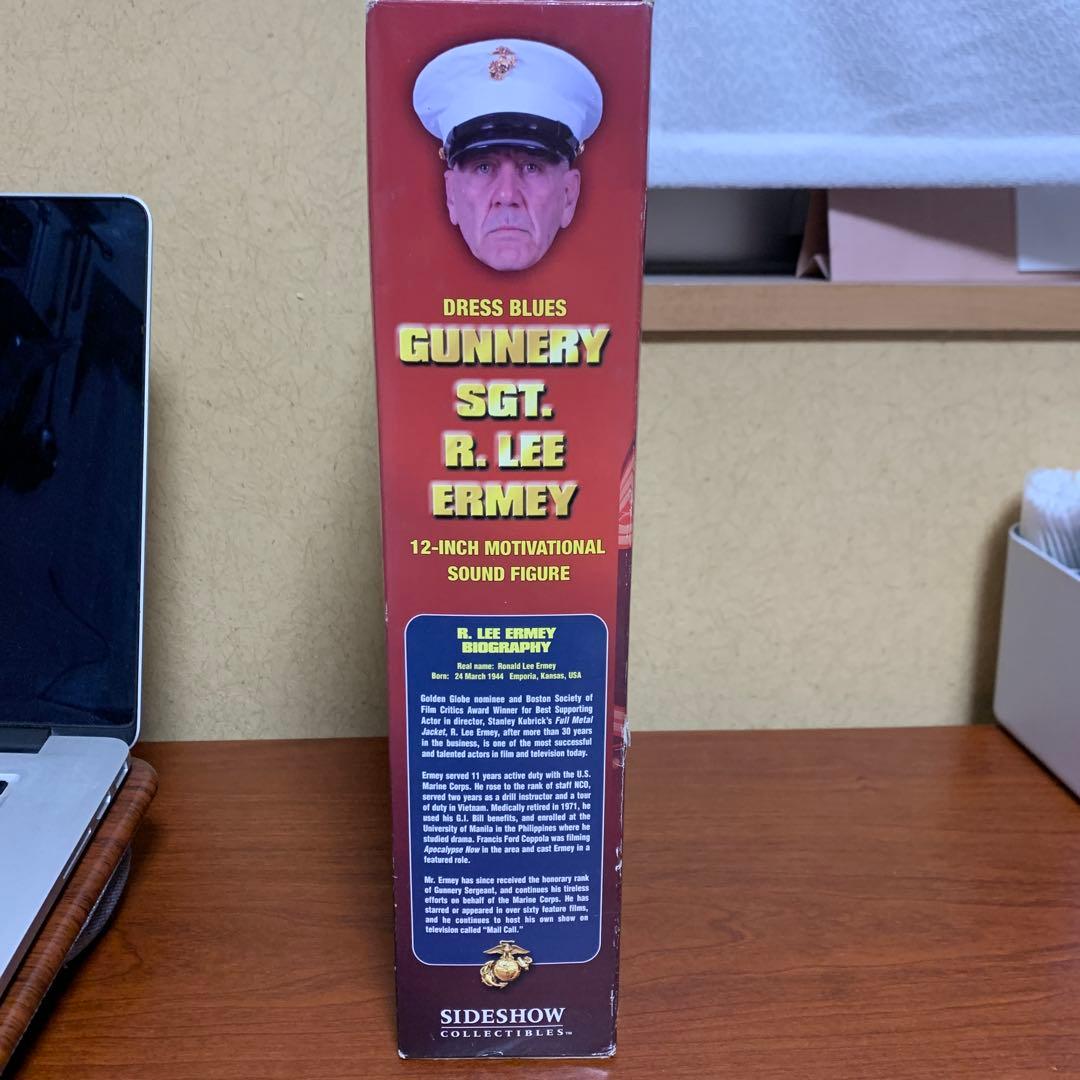 DRESS BLUES
GUNNERY
SGT.
R. LEE
ERMEY
12-INCH MOTIVATIONAL
SOUND FIGURE
R. LEE ERMEY
BIOGRAPHY
Real name: Ronald Lee Ermey
Born: 24 March 1944 Emporia, Kansas, USA
Golden Globe nominee and Boston Society of
Film Critics Award Winner for Best Supporting
Actor in director, Stanley Kubrick's Full Metal
Jacket, R. Lee Ermey, after more than 30 years
in the business, is one of the most successful
and talented actors in film and television today.
Ermey served 11 years active duty with the U.S.
Marine Corps. He rose to the rank of staff NCO,
served two years as a drill instructor and a tour
of duty in Vietnam. Medically retired in 1971, he
used his G.I. Bill benefits, and enrolled at the
University of Manila in the Philippines where he
studied drama. Francis Ford Coppola was filming
Apocalypse Now in the area and cast Ermey in a
featured role.
Mr. Ermey has since received the honorary rank
of Gunnery Sergeant, and continues his tireless
efforts on behalf of the Marine Corps. He has
starred or appeared in over sixty feature films,
and he continues to host his own show on
television called "Mail Call."
SIDESHOW
COLLECTIBLES™